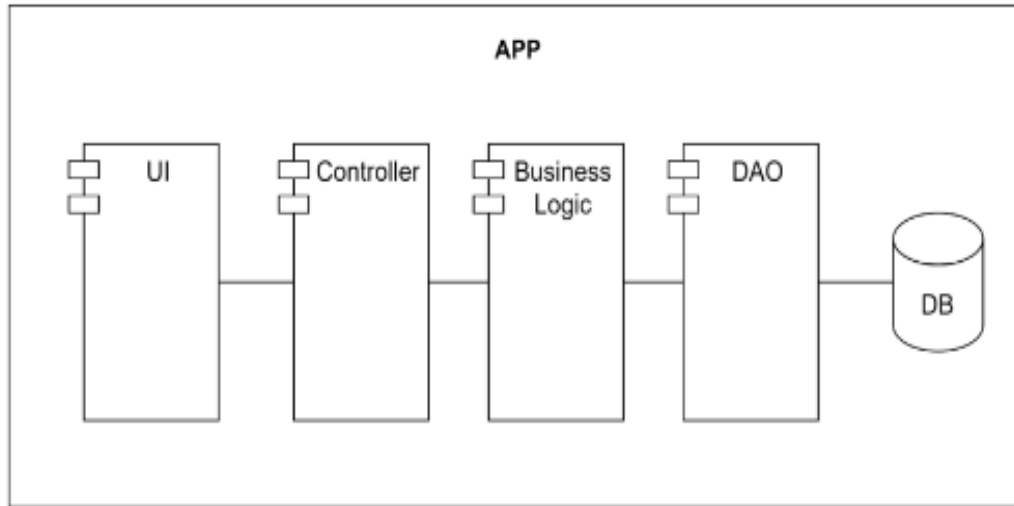 APP
UI
Controller
Business
Logic
DAO
DB